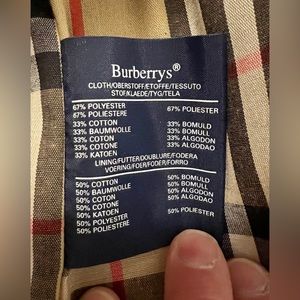 Burberrys®
CLOTH/OBERSTOFF/ETOFFE/TESSUTO
STOF/KLAEDE/TYG/TELA
67% POLYESTER 67% POLIESTER
67% POLIESTERE
33% COTTON 33% BOMULD
33% BAUMWOLLE 33% BOMULL
33% COTON 33% ALGODON
33% COTONE 33% ALGODAO
33% KATOEN
LINING/FUTTER/DOUBLURE/FODERA
VOERING/FOER/FODER/FORRO
50% COTTON 50% BOMULD
50% BAUMWOLLE 50% BOMULL
50% COTON 50% ALGODON
50% COTONE 50% ALGODAO
50% KATOEN
50% POLYESTER 50% POLIESTER
50% POLIESTERE